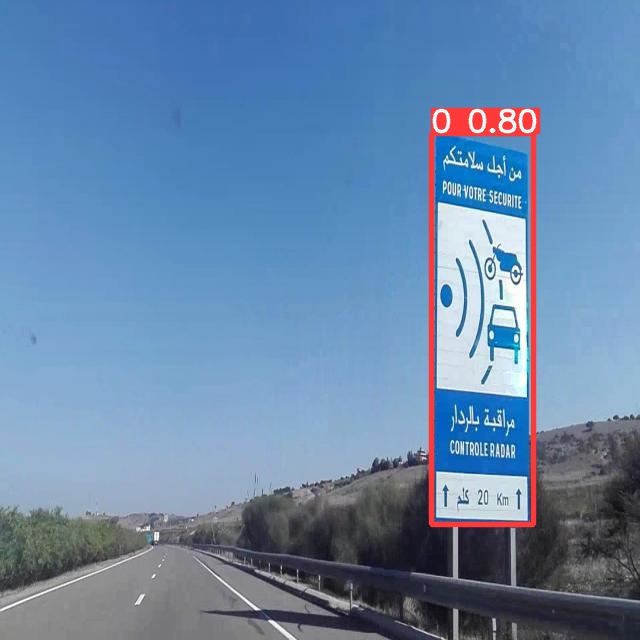 0 0.80
من أجل سلامتكم
POUR VOTRE SECURITE
مراقبة بالردار
CONTROLE RADAR
كلم 20 Km